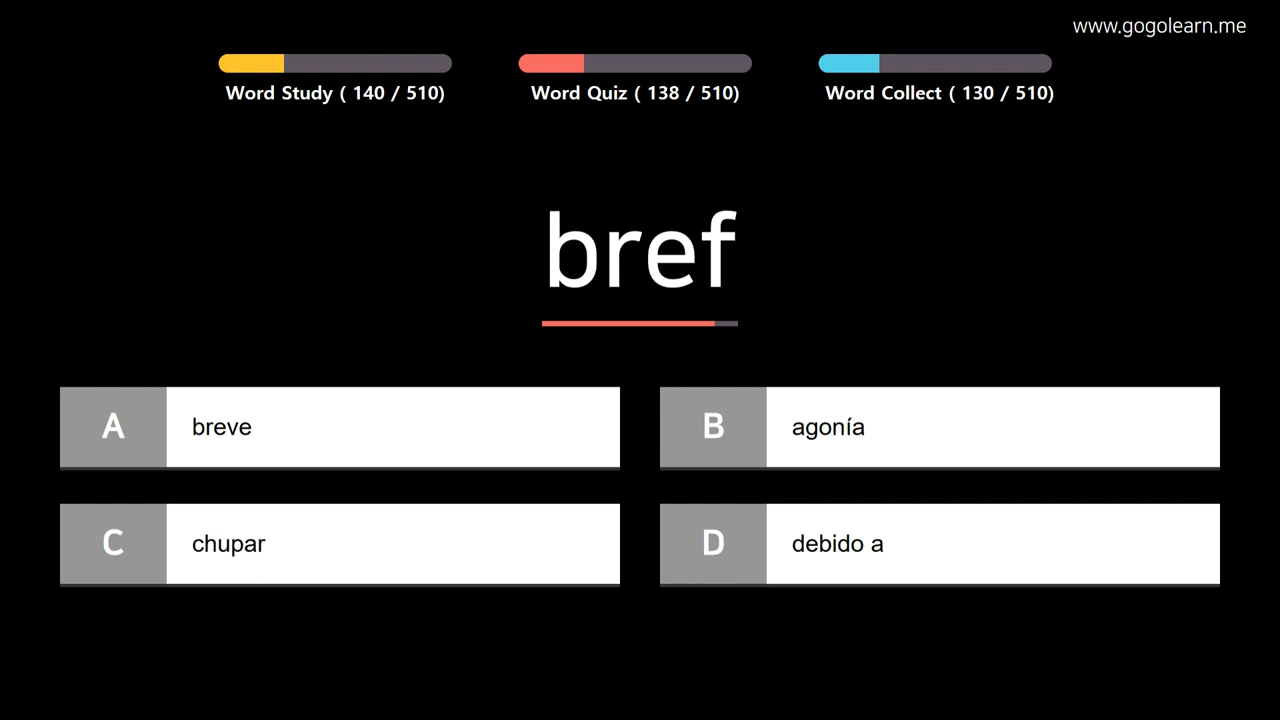 www.gogolearn.me
Word Study ( 140 / 510)
Word Quiz ( 138 / 510)
Word Collect ( 130 / 510)
bref
A breve
B agonía
C chupar
D debido a